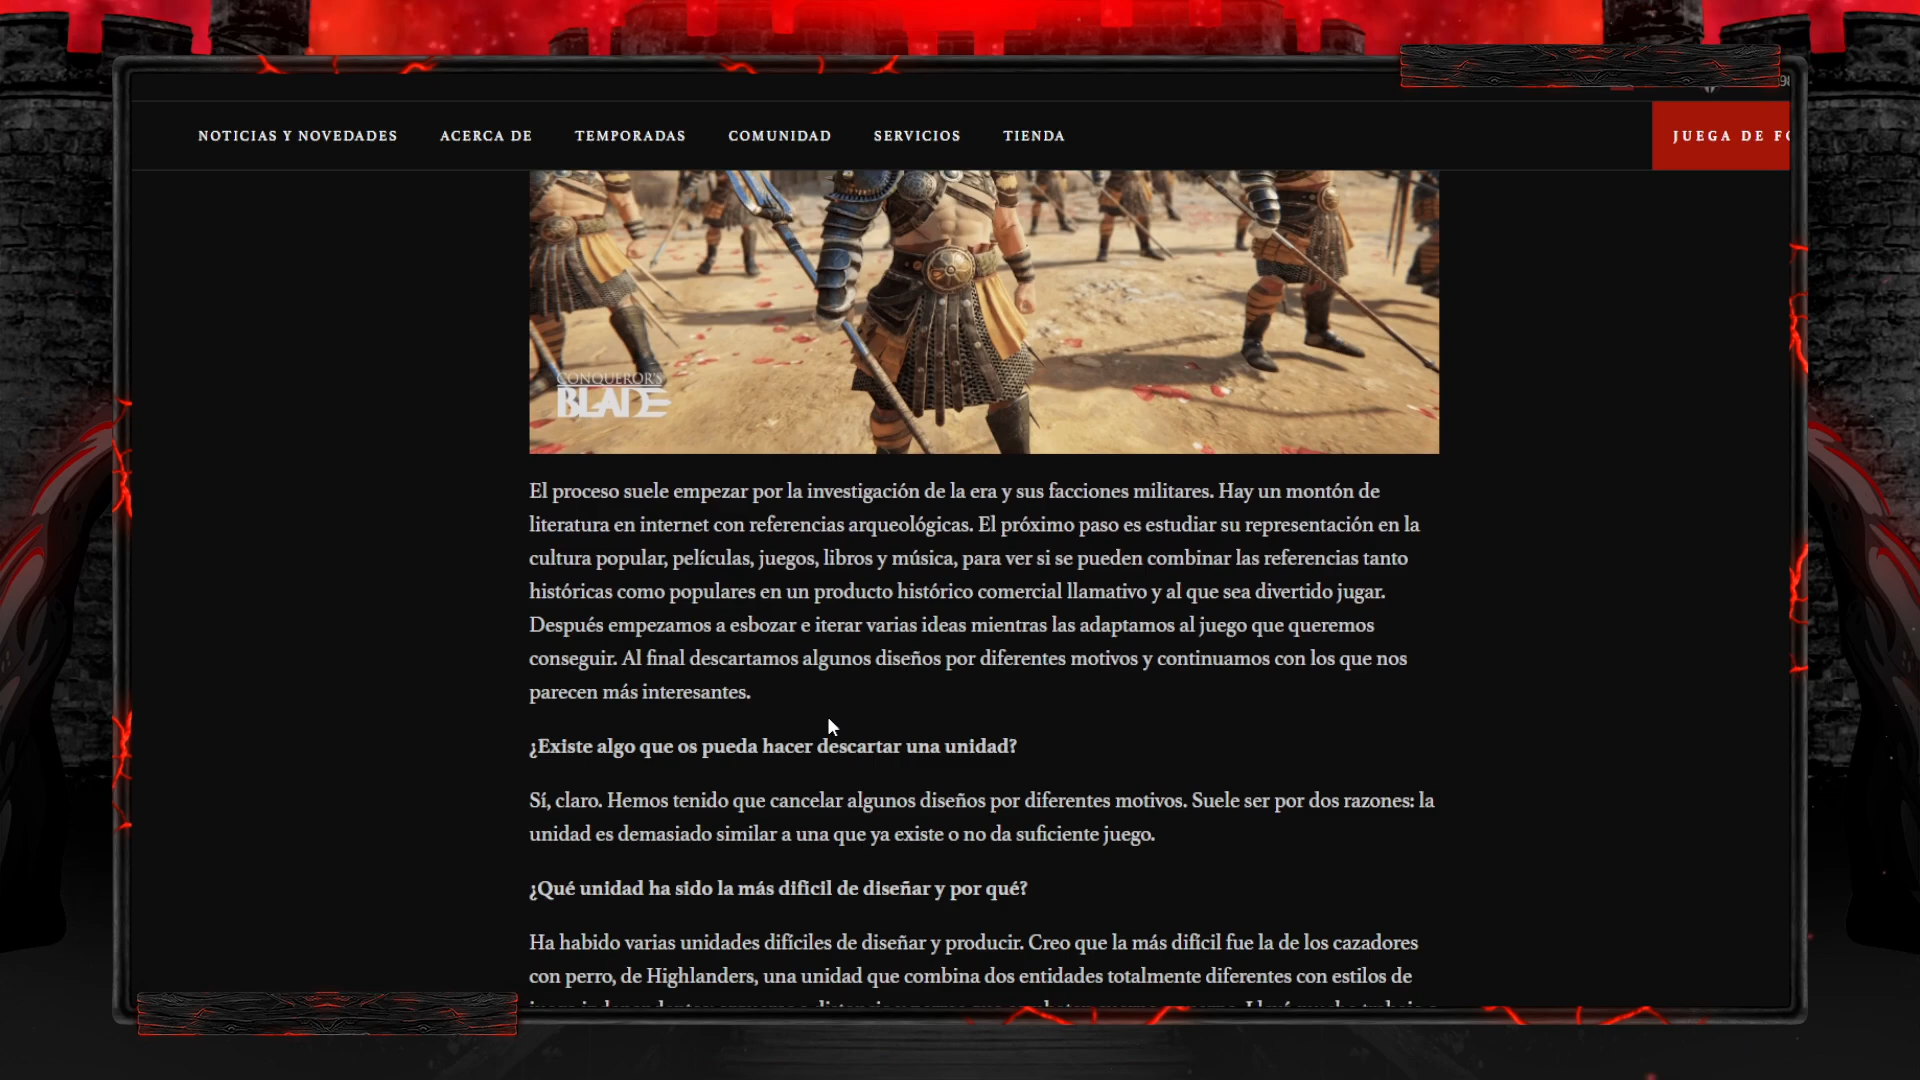 NOTICIAS Y NOVEDADES
ACERCA DE
TEMPORADAS
COMUNIDAD
SERVICIOS
TIENDA
JUEGA DE
CONQUEROR'S
BLADE
El proceso suele empezar por la investigación de la era y sus facciones militares. Hay un montón de
literatura en internet con referencias arqueológicas. El próximo paso es estudiar su representación en la
cultura popular, películas, juegos, libros y música, para ver si se pueden combinar las referencias tanto
históricas como populares en un producto histórico comercial llamativo y al que sea divertido jugar.
Después empezamos a esbozar e iterar varias ideas mientras las adaptamos al juego que queremos
conseguir. Al final descartamos algunos diseños por diferentes motivos y continuamos con los que nos
parecen más interesantes.
¿Existe algo que os pueda hacer descartar una unidad?
Sí, claro. Hemos tenido que cancelar algunos diseños por diferentes motivos. Suele ser por dos razones: la
unidad es demasiado similar a una que ya existe o no da suficiente juego.
¿Qué unidad ha sido la más difícil de diseñar y por qué?
Ha habido varias unidades difíciles de diseñar y producir. Creo que la más difícil fue la de los cazadores
con perro, de Highlanders, una unidad que combina dos entidades totalmente diferentes con estilos de